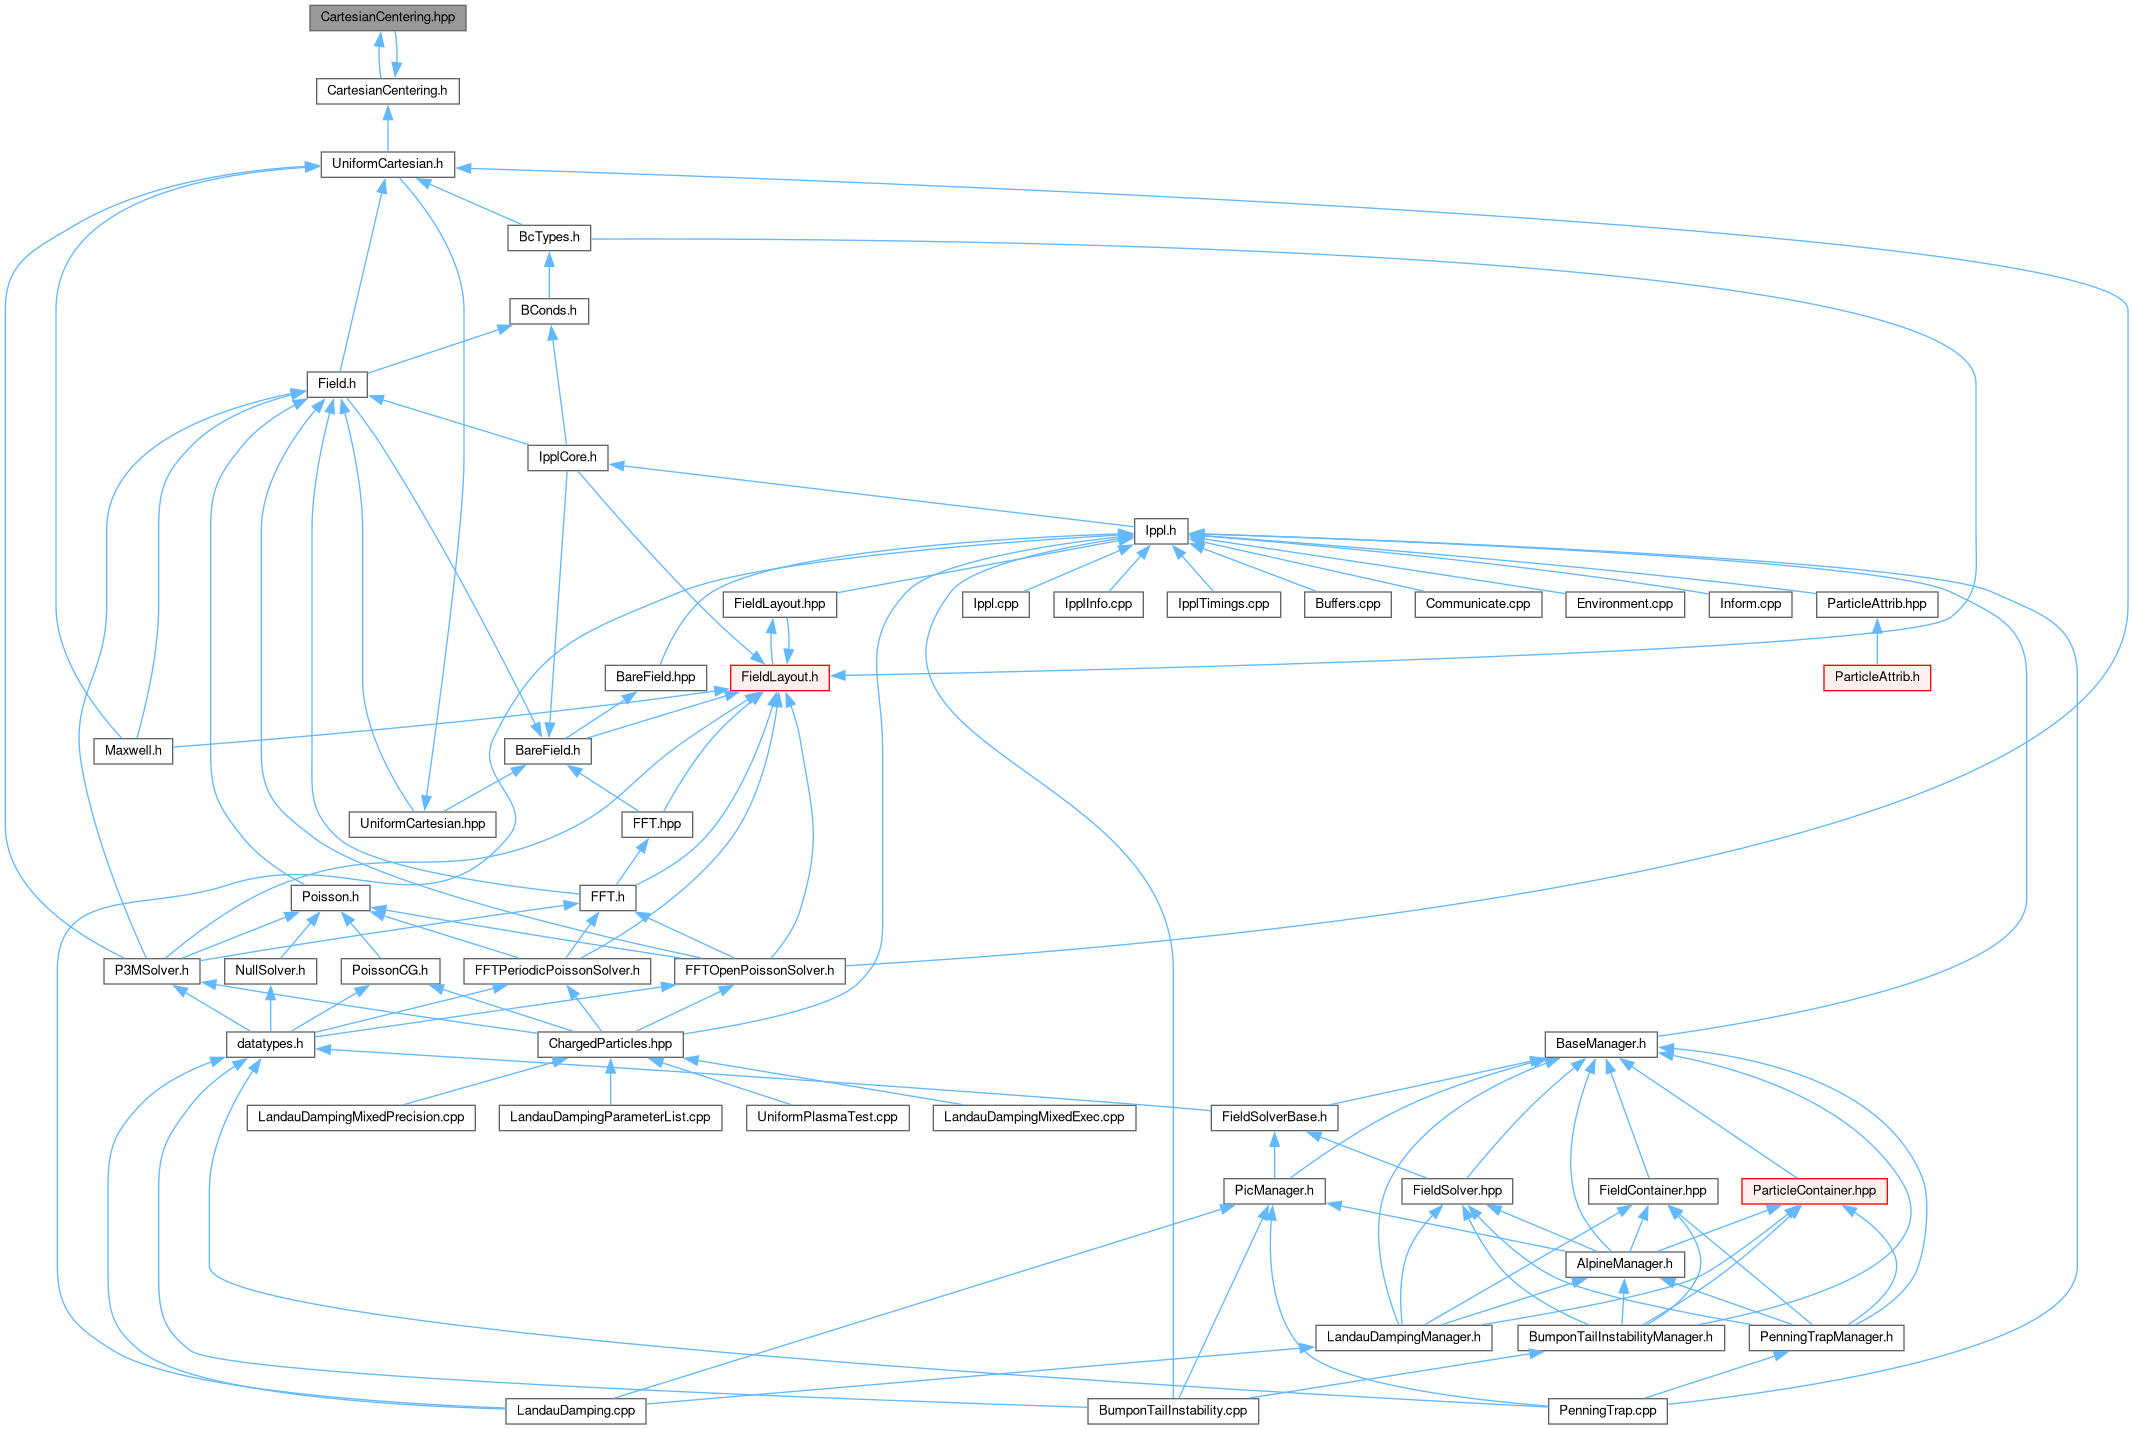 CartesianCentering.hpp
CartesianCentering.h
UniformCartesian.h
BcTypes.h
BConds.h
Field.h
IpplCore.h
Ippl.h
FieldLayout.hpp
Ippl.cpp
IpplInfo.cpp
IpplTimings.cpp
Buffers.cpp
Communicate.cpp
Environment.cpp
Inform.cpp
ParticleAttrib.hpp
BareField.hpp
FieldLayout.h
ParticleAttrib.h
Maxwell.h
BareField.h
UniformCartesian.hpp
FFT.hpp
Poisson.h
FFT.h
P3MSolver.h
NullSolver.h
PoissonCG.h
FFTPeriodicPoissonSolver.h
FFTOpenPoissonSolver.h
datatypes.h
ChargedParticles.hpp
BaseManager.h
LandauDampingMixedPrecision.cpp
LandauDampingParameterList.cpp
UniformPlasmaTest.cpp
LandauDampingMixedExec.cpp
FieldSolverBase.h
PicManager.h
FieldSolver.hpp
FieldContainer.hpp
ParticleContainer.hpp
AlpineManager.h
LandauDampingManager.h
BumponTailInstabilityManager.h
PenningTrapManager.h
LandauDamping.cpp
BumponTailInstability.cpp
PenningTrap.cpp